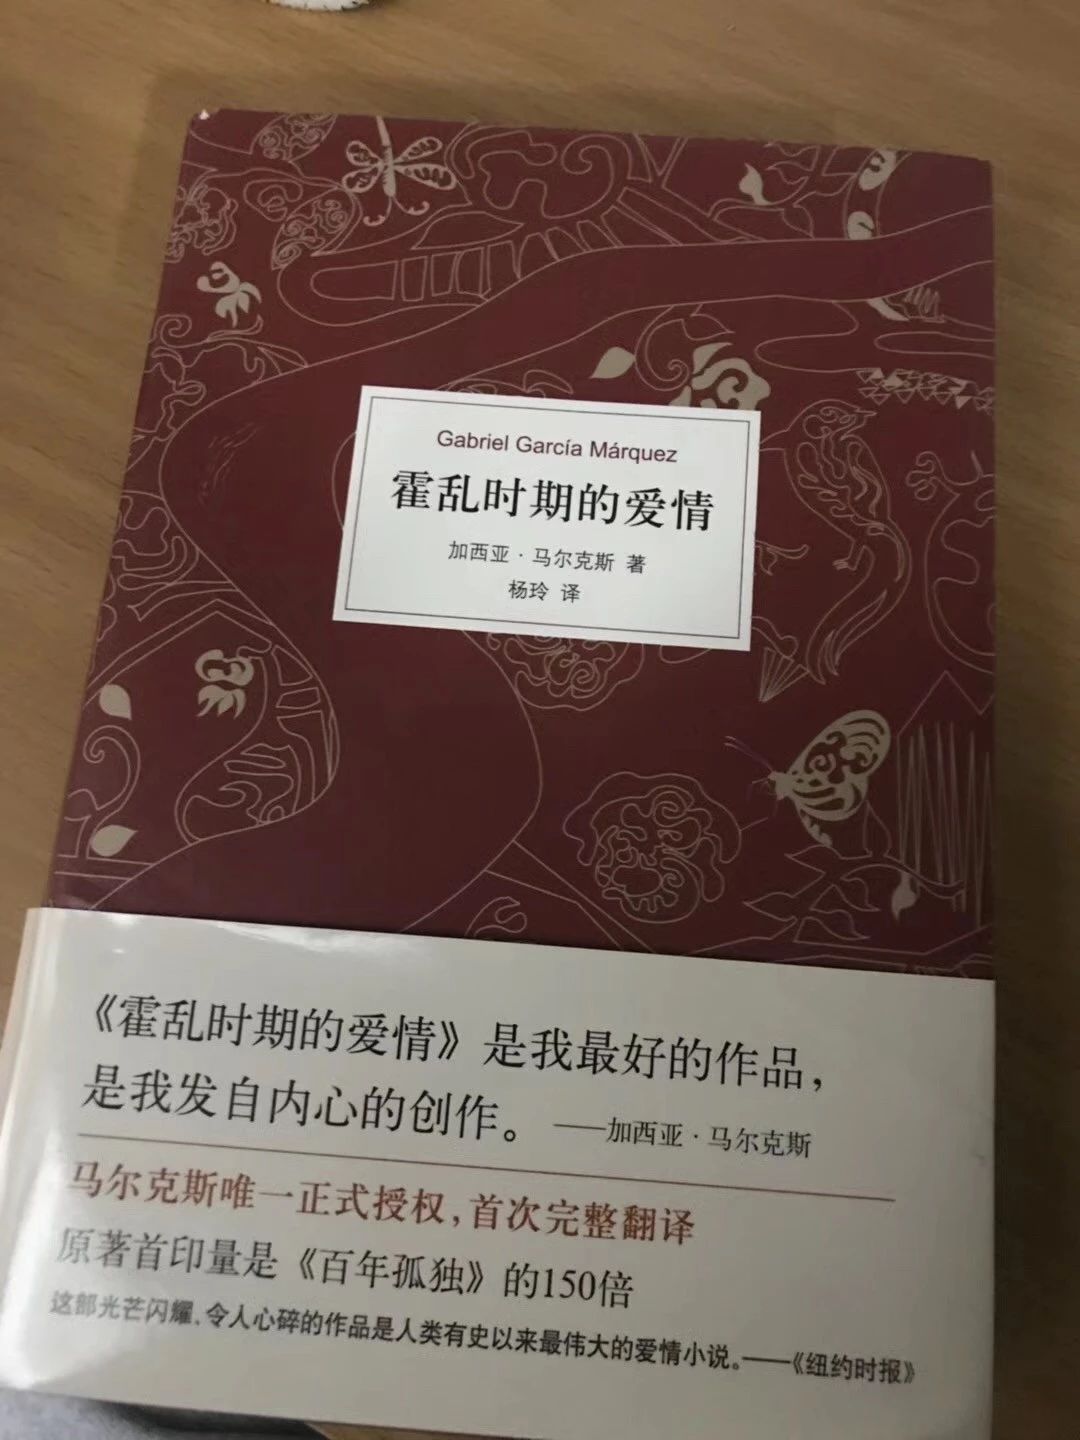 Gabriel García Márquez
霍乱时期的爱情
加西亚·马尔克斯 著
杨玲 译
《霍乱时期的爱情》是我最好的作品，
是我发自内心的创作。 ——加西亚·马尔克斯
马尔克斯唯一正式授权，首次完整翻译
原著首印量是《百年孤独》的150倍
这部光芒闪耀、令人心碎的作品是人类有史以来最伟大的爱情小说。——《纽约时报》